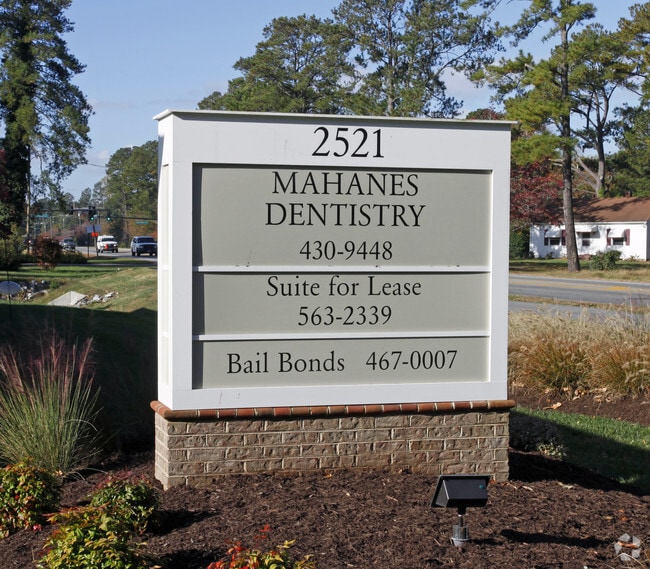 2521
MAHANES
DENTISTRY
430-9448
Suite for Lease
563-2339
Bail Bonds 467-0007